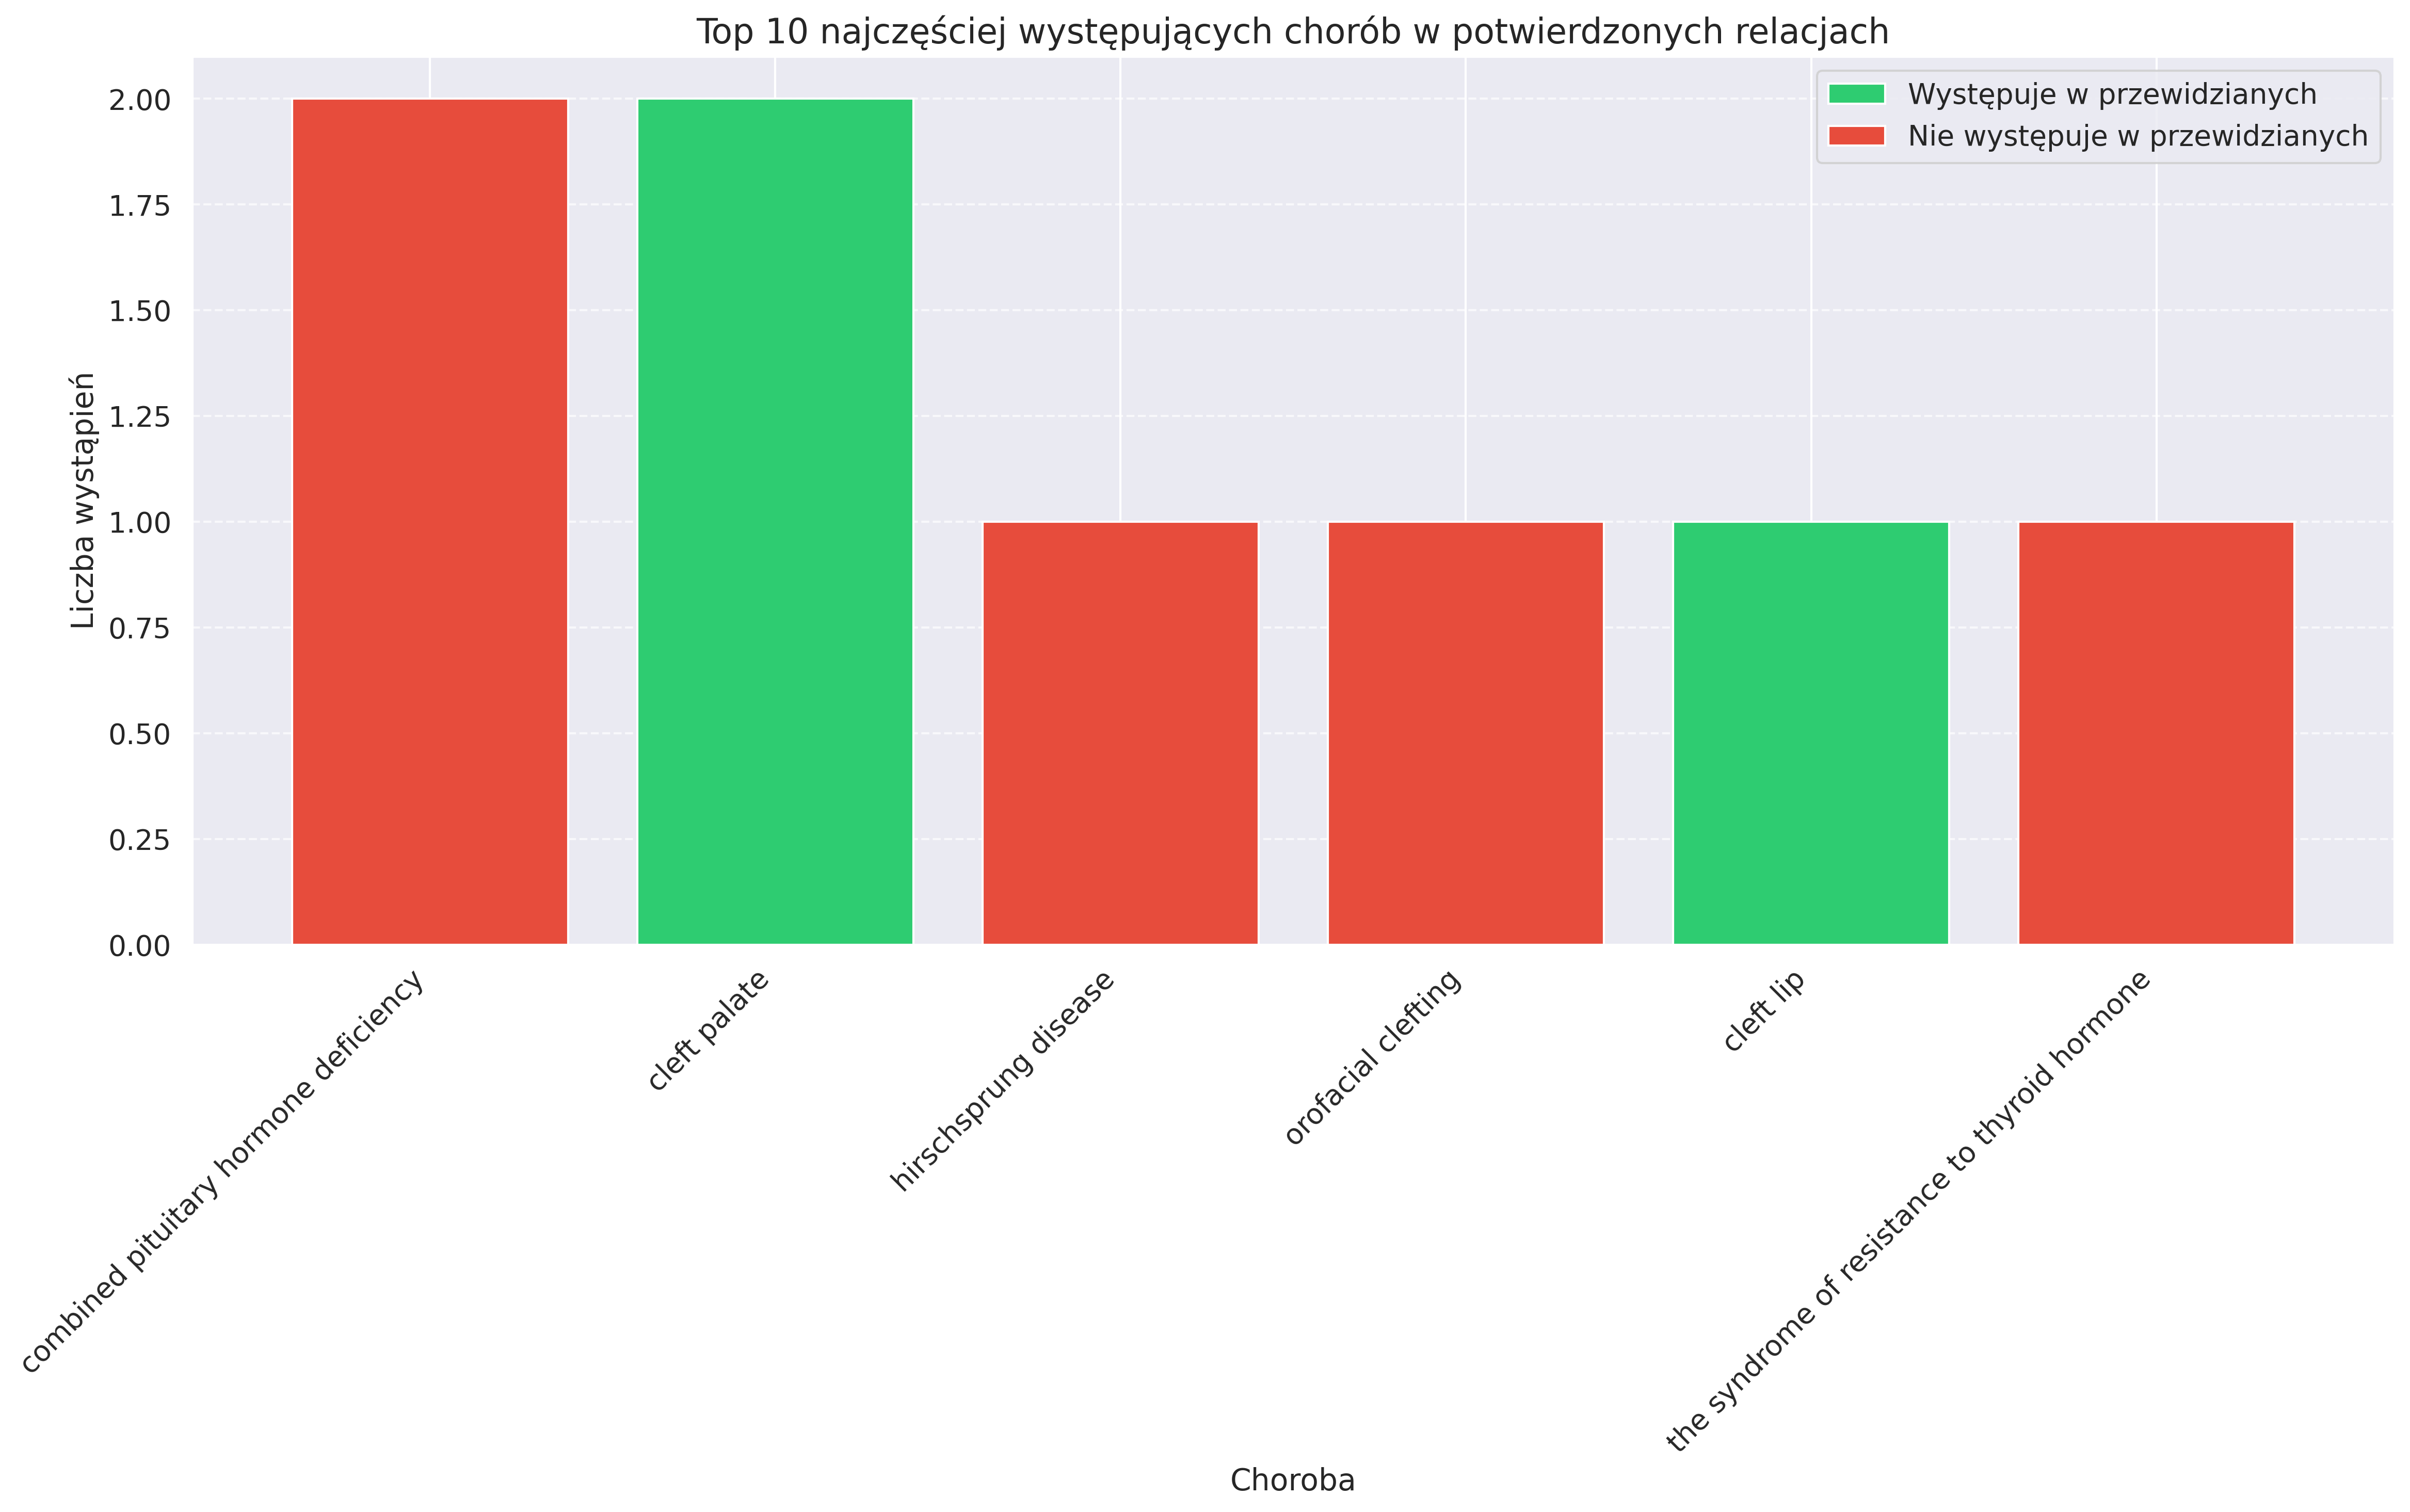 Top 10 najczęściej występujących chorób w potwierdzonych relacjach
Występuje w przewidzianych
Nie występuje w przewidzianych
Liczba wystąpień
2.00
1.75
1.50
1.25
1.00
0.75
0.50
0.25
0.00
combined pituitary hormone deficiency
cleft palate
hirschsprung disease
orofacial clefting
cleft lip
the syndrome of resistance to thyroid hormone
Choroba